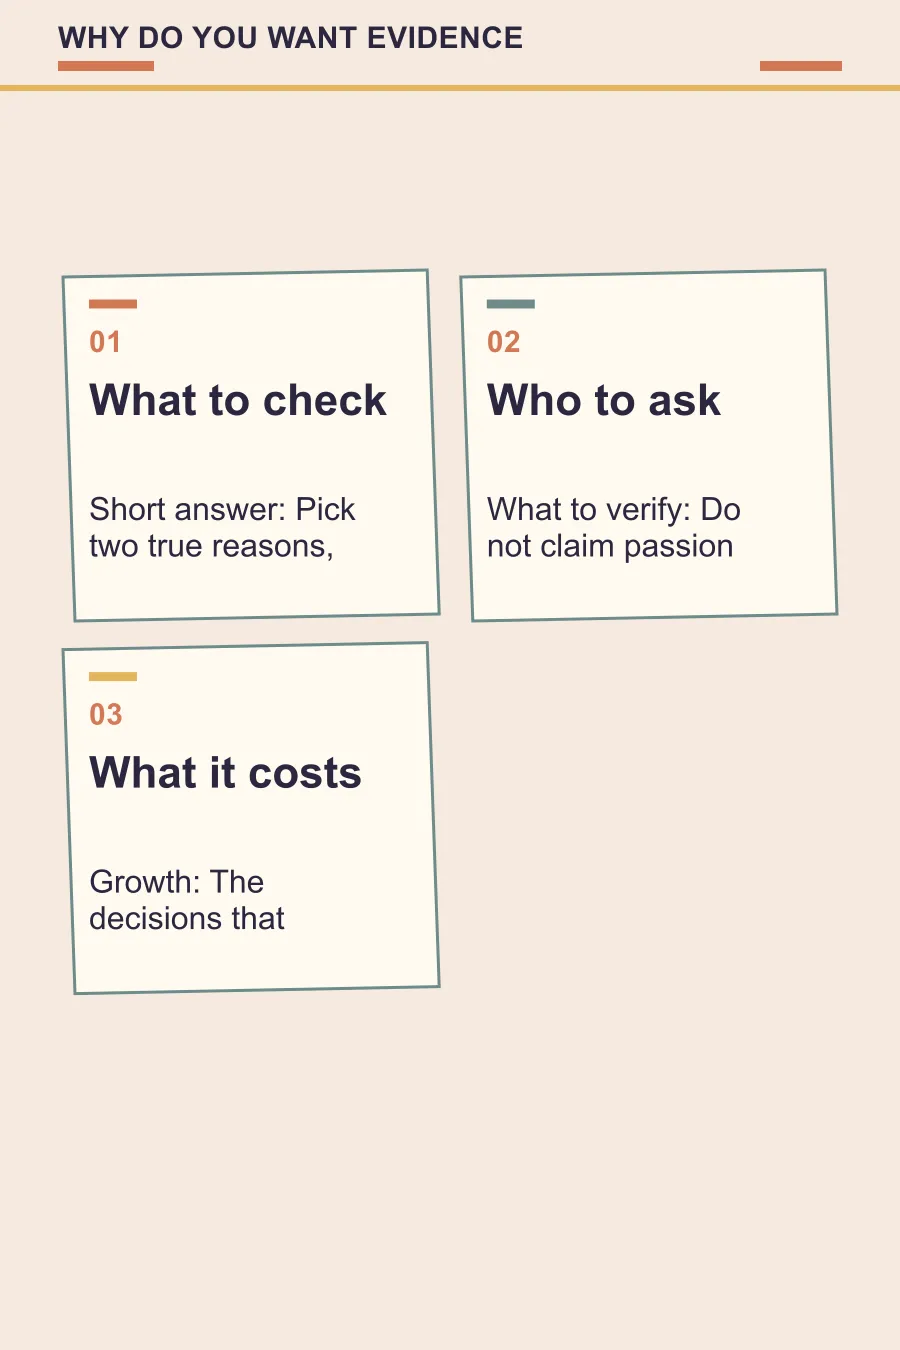 WHY DO YOU WANT EVIDENCE
01
What to check
Short answer: Pick
two true reasons,
02
Who to ask
What to verify: Do
not claim passion
03
What it costs
Growth: The
decisions that